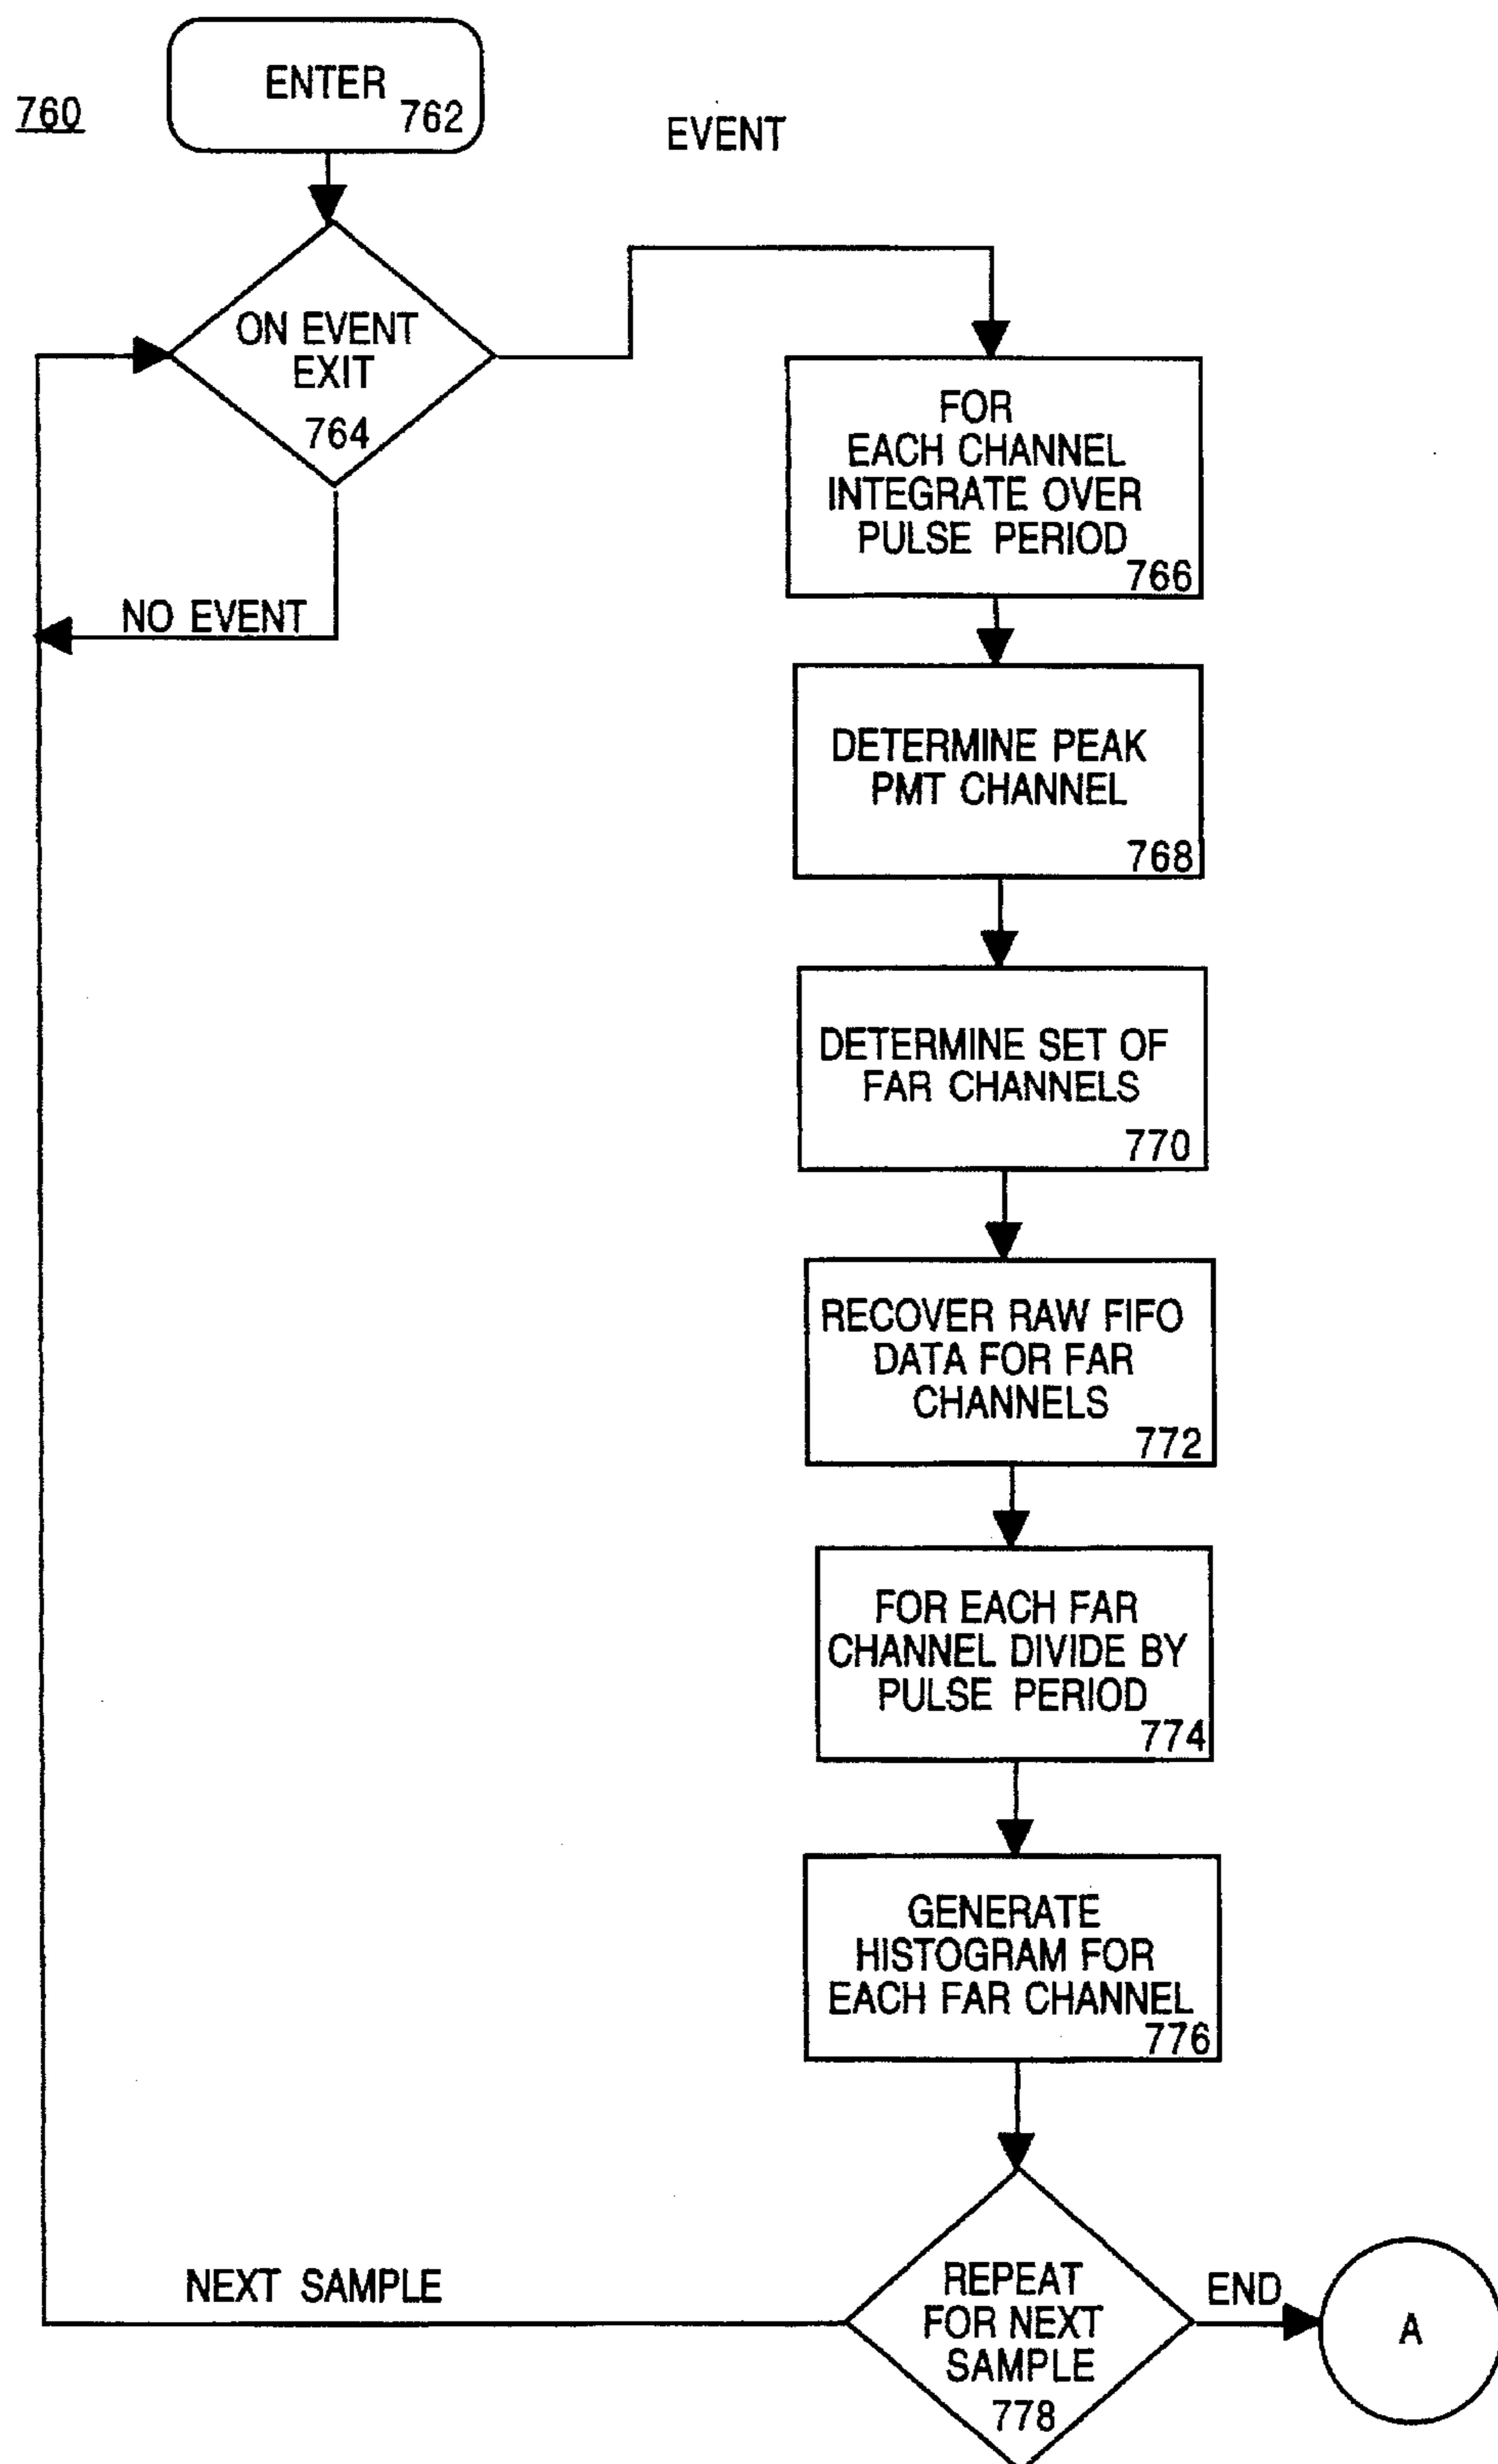 760
ENTER
762
EVENT
ON EVENT
EXIT
764
NO EVENT
FOR
EACH CHANNEL
INTEGRATE OVER
PULSE PERIOD
766
DETERMINE PEAK
PMT CHANNEL
768
DETERMINE SET OF
FAR CHANNELS
770
RECOVER RAW FIFO
DATA FOR FAR
CHANNELS
772
FOR EACH FAR
CHANNEL DIVIDE BY
PULSE PERIOD
774
GENERATE
HISTOGRAM FOR
EACH FAR CHANNEL
776
NEXT SAMPLE
REPEAT
FOR NEXT
SAMPLE
778
END
A